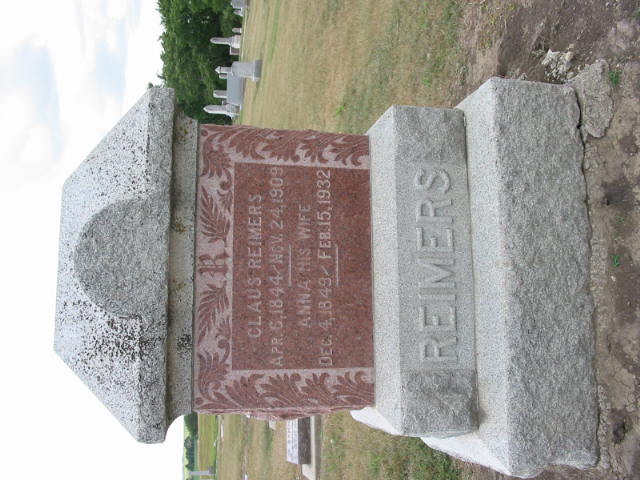 R
CLAUS REIMERS
APR. 6, 1844 / NOV. 24, 1909
ANNA HIS WIFE
DEC. 4, 1849 / FEB. 15, 1932
REIMERS